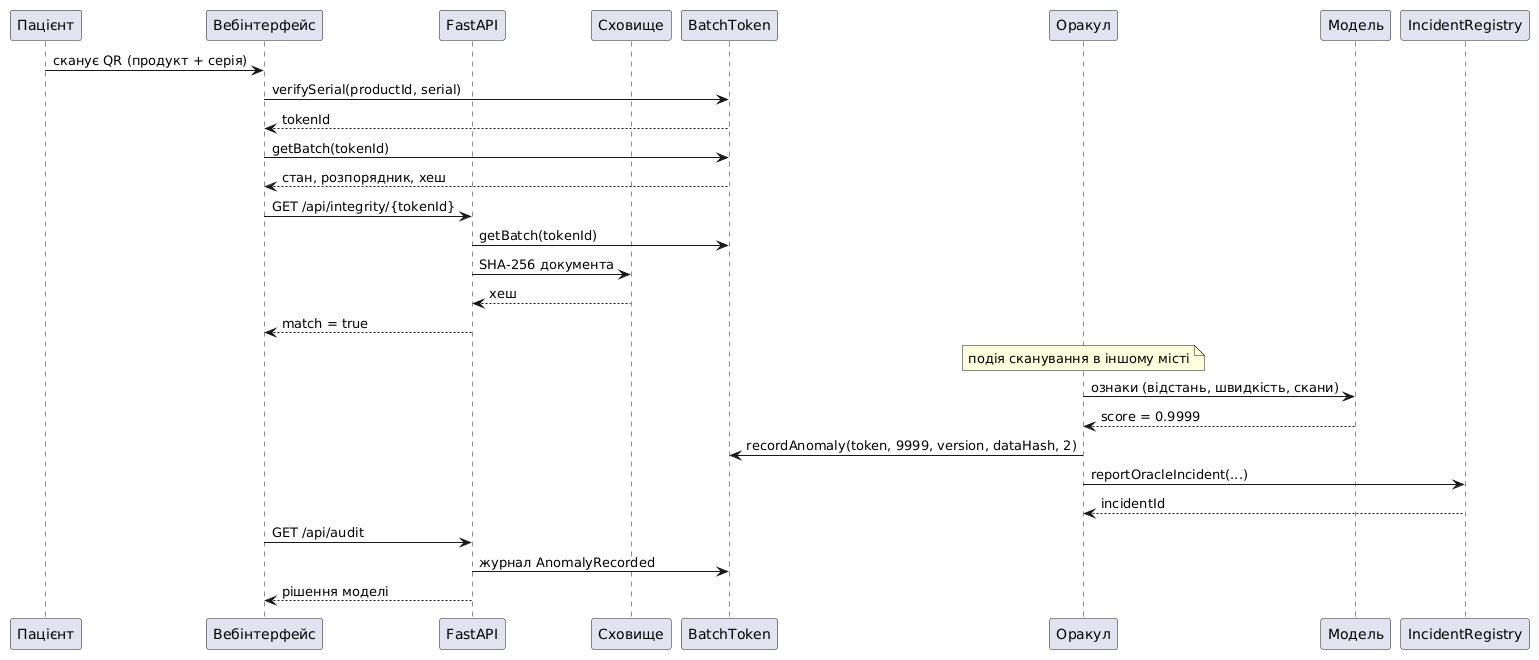 Пацієнт
Вебінтерфейс
FastAPI
Сховище
BatchToken
Оракул
Модель
IncidentRegistry
сканує QR (продукт + серія)
verifySerial(productId, serial)
tokenId
getBatch(tokenId)
стан, розпорядник, хеш
GET /api/integrity/{tokenId}
getBatch(tokenId)
SHA-256 документа
хеш
match = true
подія сканування в іншому місті
ознаки (відстань, швидкість, скани)
score = 0.9999
recordAnomaly(token, 9999, version, dataHash, 2)
reportOracleIncident(...)
incidentId
GET /api/audit
журнал AnomalyRecorded
рішення моделі
Пацієнт
Вебінтерфейс
FastAPI
Сховище
BatchToken
Оракул
Модель
IncidentRegistry